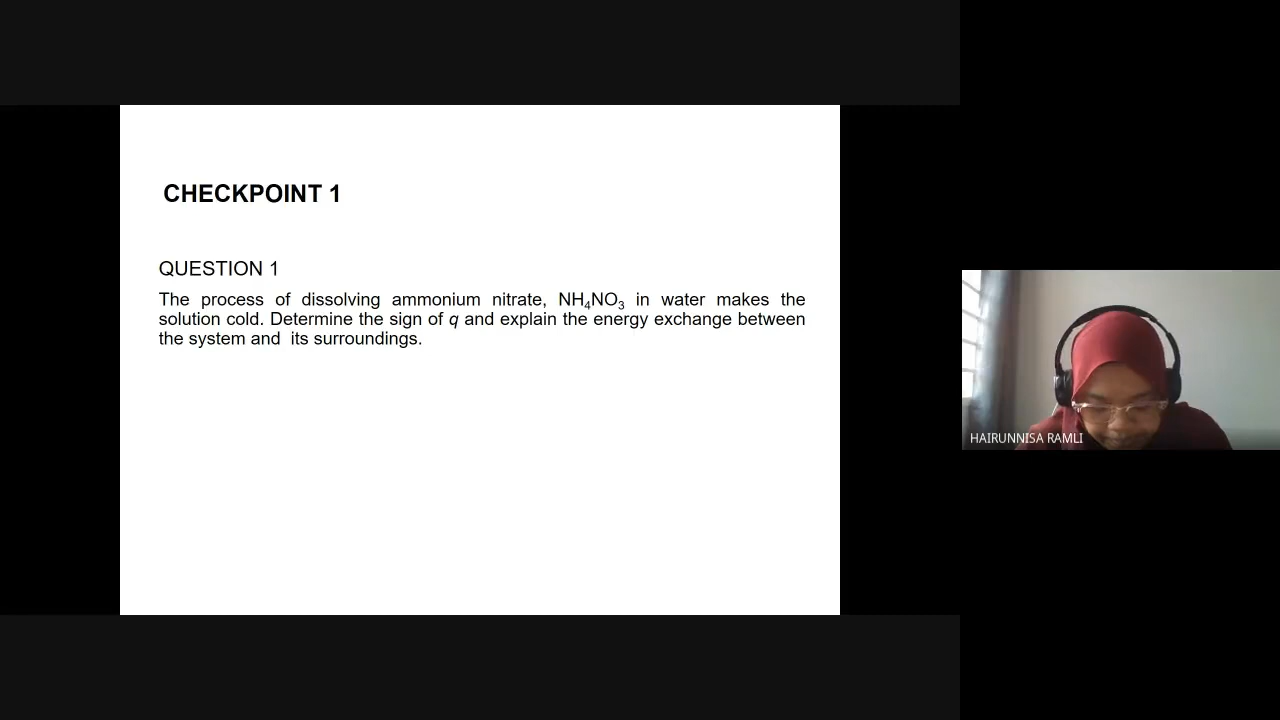 CHECKPOINT 1
QUESTION 1
The process of dissolving ammonium nitrate, NH₄NO₃ in water makes the
solution cold. Determine the sign of q and explain the energy exchange between
the system and its surroundings.
HAIRUNNISA RAMLI